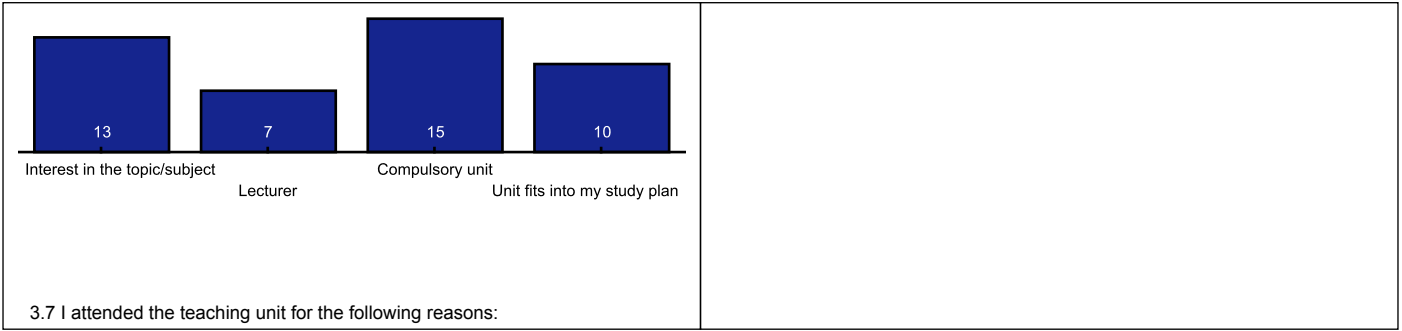 13
7
15
10
Interest in the topic/subject
Lecturer
Compulsory unit
Unit fits into my study plan
3.7 I attended the teaching unit for the following reasons: